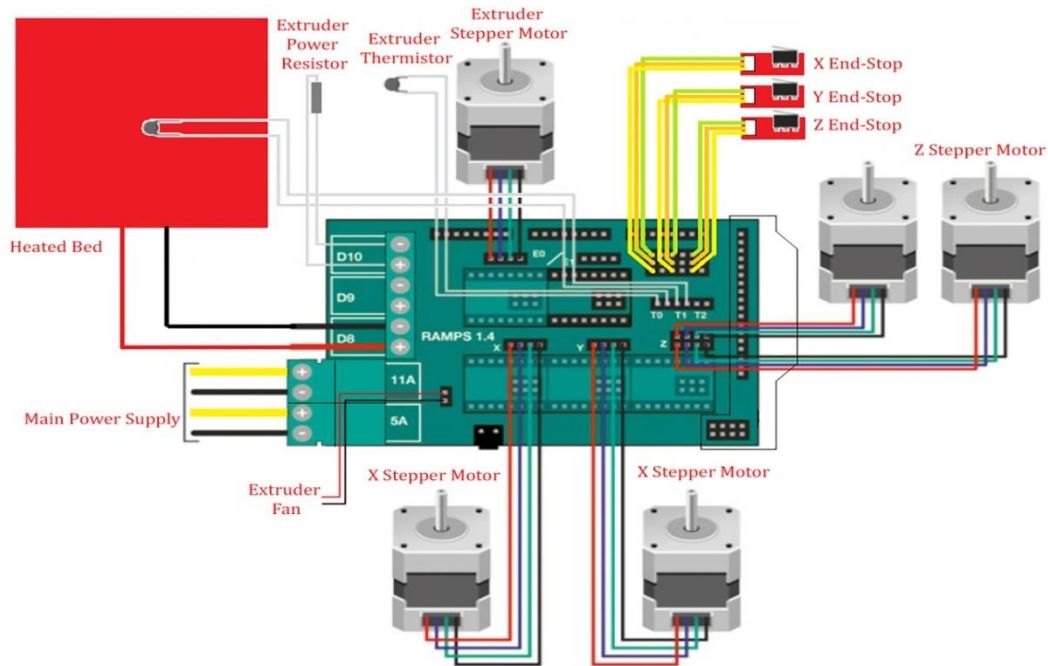 Extruder
Power
Resistor
Extruder
Thermistor
Extruder
Stepper Motor
X End-Stop
Y End-Stop
Z End-Stop
Z Stepper Motor
Heated Bed
D10
D9
D8
E0
E1
T0 T1 T2
RAMPS 1.4
X
Y
Z
11A
5A
Main Power Supply
Extruder
Fan
X Stepper Motor
X Stepper Motor